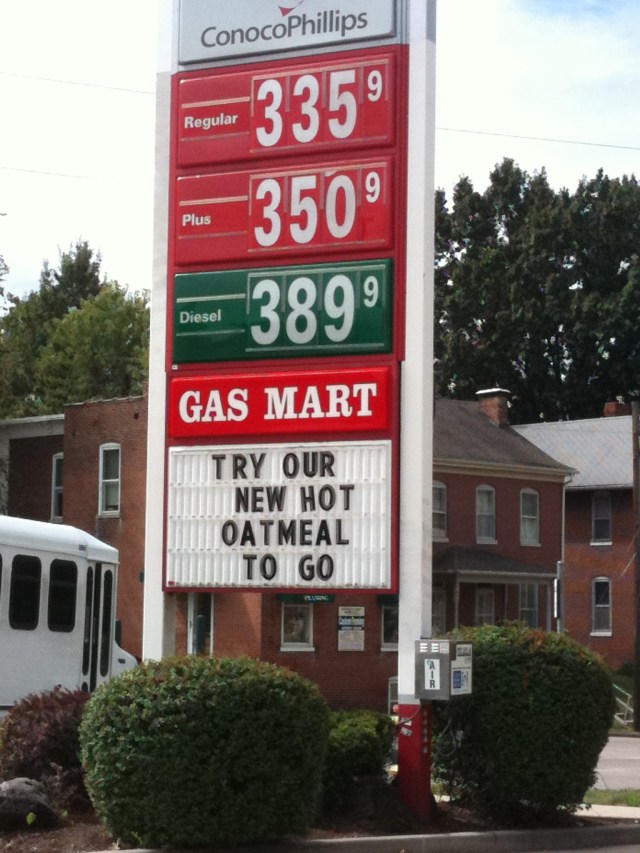 ConocoPhillips
Regular 335 9
Plus 350 9
Diesel 389 9
GAS MART
TRY OUR
NEW HOT
OATMEAL
TO GO
AIR